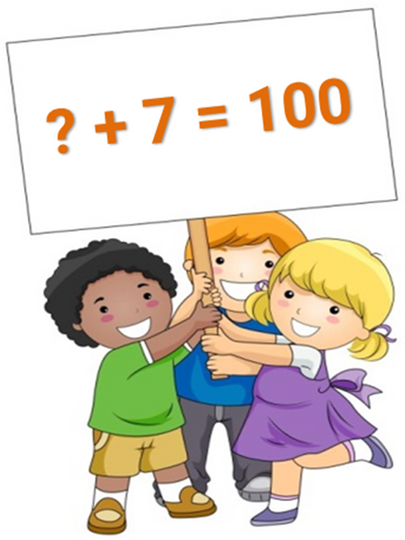 ? + 7 = 100